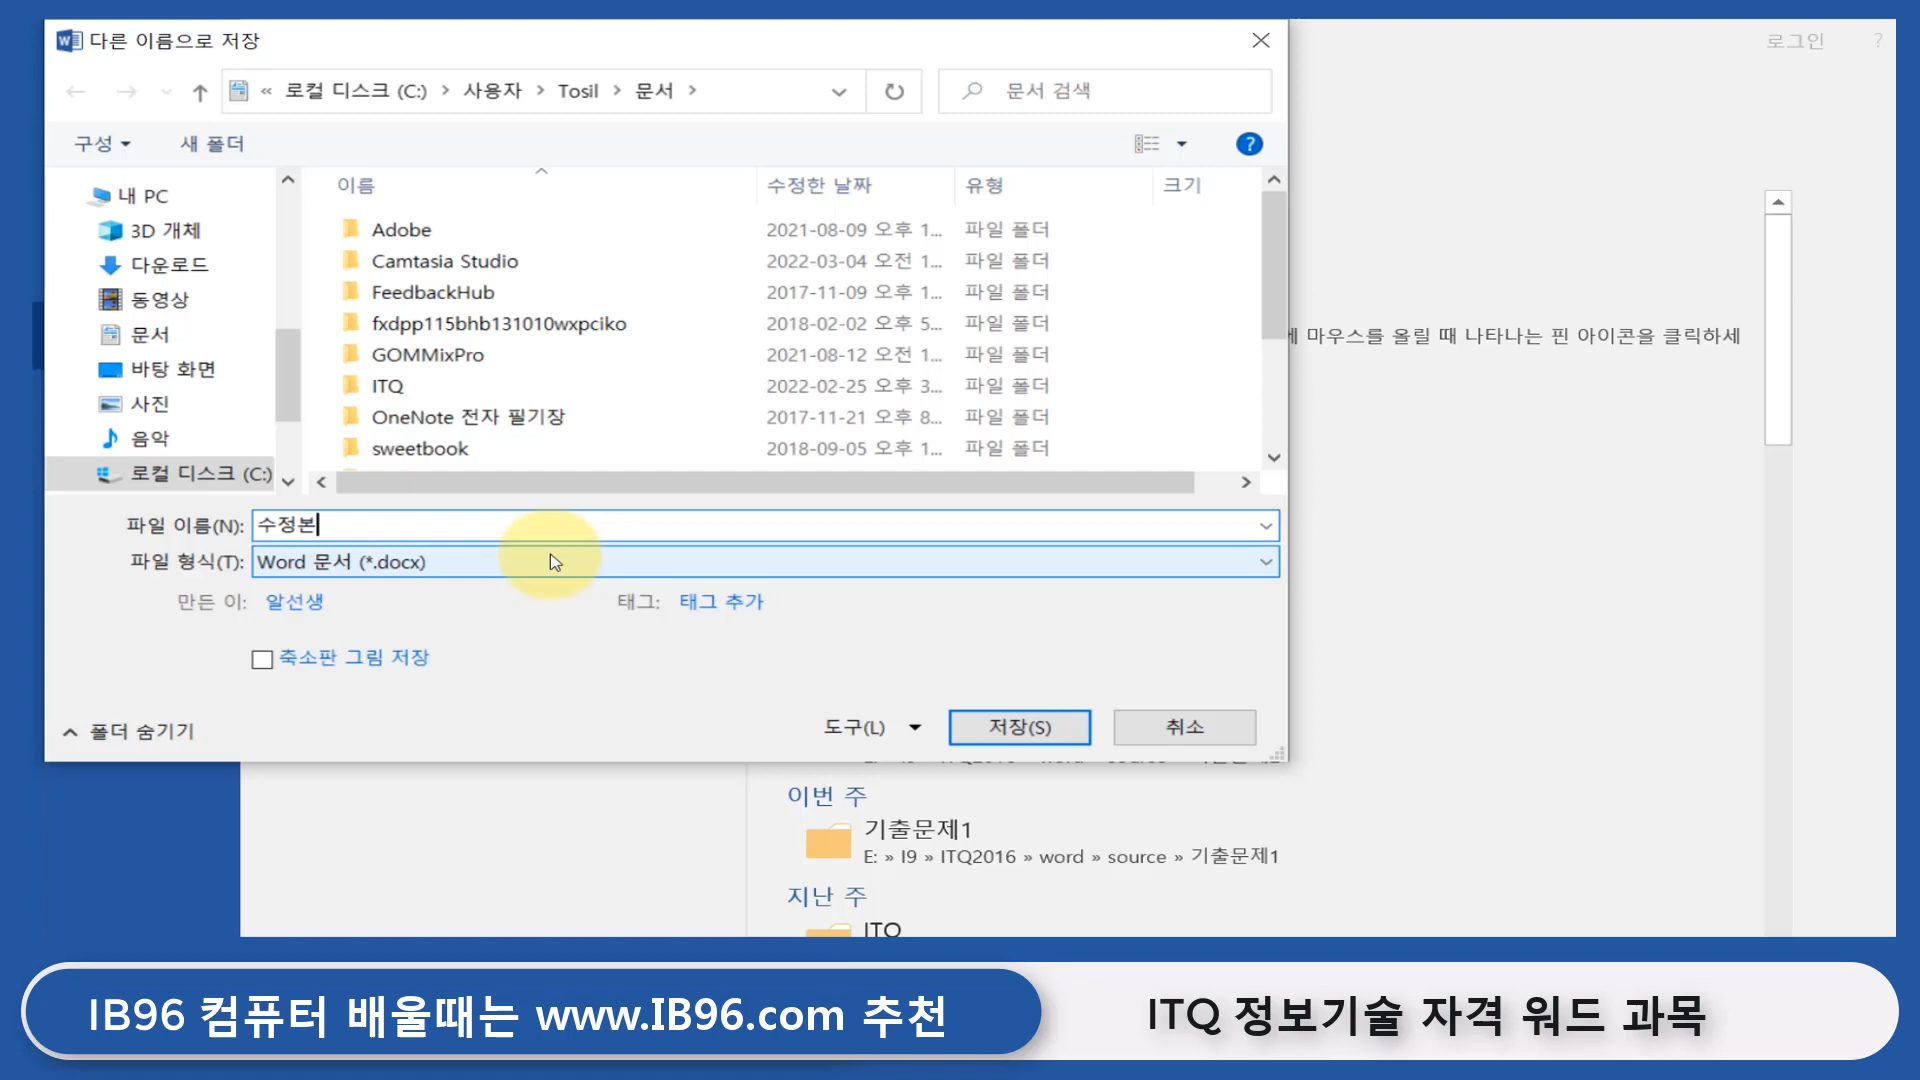 다른 이름으로 저장
로그인 ?
« 로컬 디스크 (C:) > 사용자 > Tosil > 문서 >
문서 검색
구성
새 폴더
?
내 PC
3D 개체
다운로드
동영상
문서
바탕 화면
사진
음악
로컬 디스크 (C:)
이름 수정한 날짜 유형 크기
Adobe 2021-08-09 오후 1... 파일 폴더
Camtasia Studio 2022-03-04 오전 1... 파일 폴더
FeedbackHub 2017-11-09 오후 1... 파일 폴더
fxdpp115bhb131010wxpciko 2018-02-02 오후 5... 파일 폴더
GOMMixPro 2021-08-12 오전 1... 파일 폴더
ITQ 2022-02-25 오후 3... 파일 폴더
OneNote 전자 필기장 2017-11-21 오후 8... 파일 폴더
sweetbook 2018-09-05 오후 1... 파일 폴더
마우스를 올릴 때 나타나는 핀 아이콘을 클릭하세
파일 이름(N): 수정본
파일 형식(T): Word 문서 (*.docx)
만든 이: 알선생
태그: 태그 추가
축소판 그림 저장
폴더 숨기기
도구(L)
저장(S)
취소
이번 주
기출문제1
E: » I9 » ITQ2016 » word » source » 기출문제1
지난 주
ITQ
IB96 컴퓨터 배울때는 www.IB96.com 추천
ITQ 정보기술 자격 워드 과목